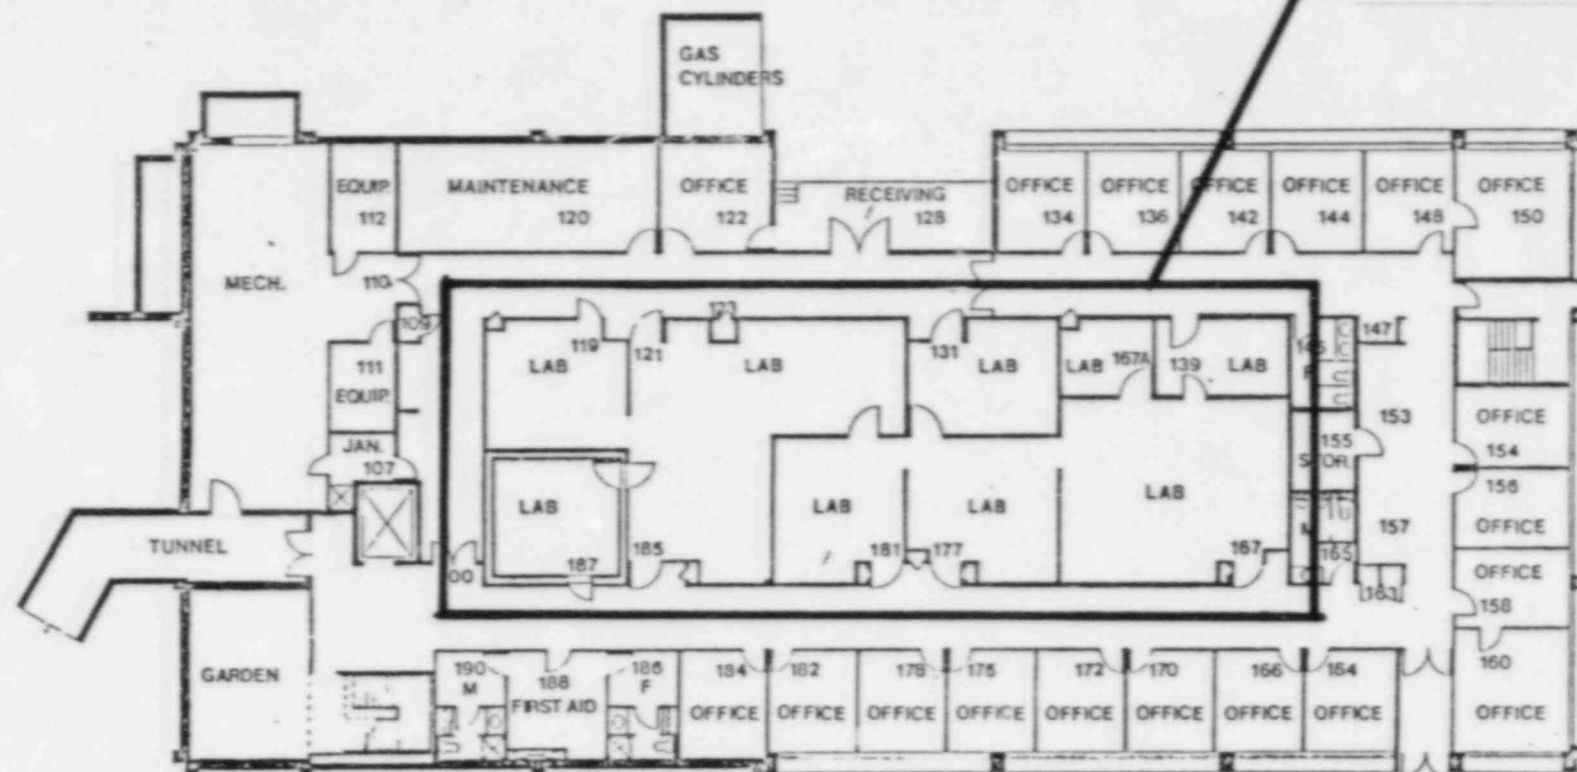 GAS
CYLINDERS
EQUIP.
112
MAINTENANCE
120
OFFICE
122
RECEIVING
128
OFFICE
134
OFFICE
136
OFFICE
142
OFFICE
144
OFFICE
148
OFFICE
150
MECH.
110
109
111
EQUIP.
JAN.
107
TUNNEL
GARDEN
119
LAB
121
123
LAB
131
LAB
LAB
167A
139
LAB
147
153
155
STOR.
157
165
163
M
LAB
187
185
LAB
181
177
LAB
LAB
167
OFFICE
154
156
OFFICE
OFFICE
158
160
OFFICE
190
M
188
FIRST AID
186
F
184
OFFICE
182
OFFICE
178
OFFICE
OFFICE
172
OFFICE
170
OFFICE
166
OFFICE
164
OFFICE